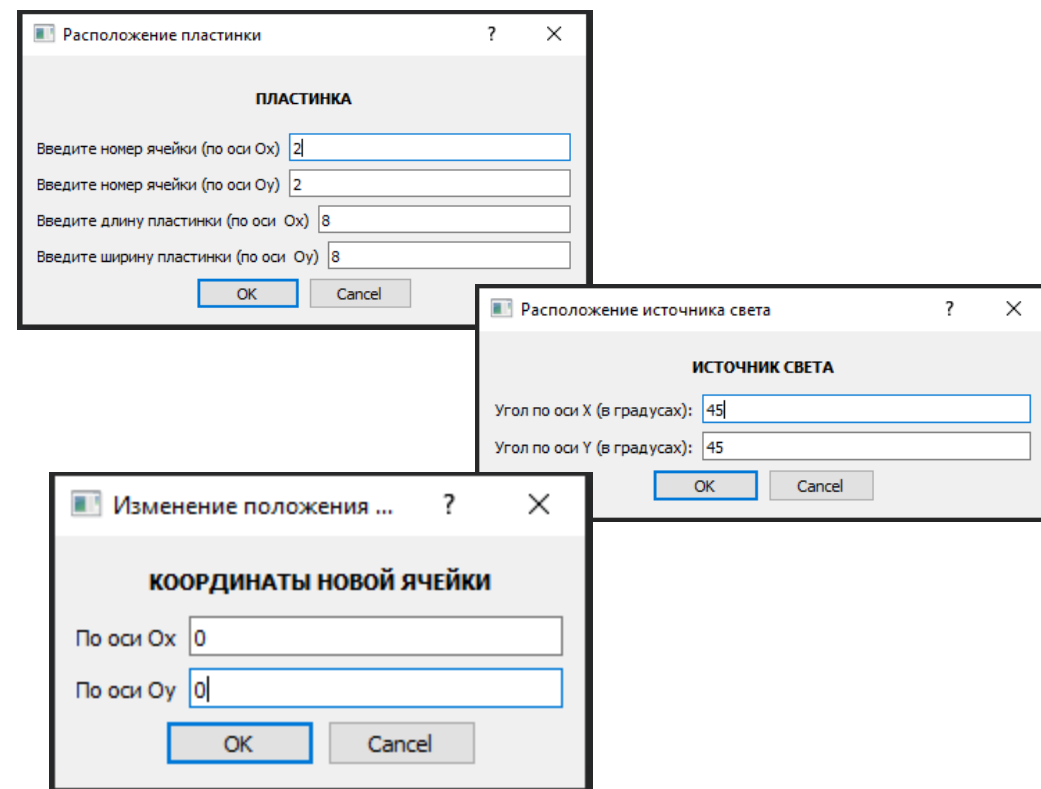 Расположение пластинки ?
ПЛАСТИНКА
Введите номер ячейки (по оси Ox) 2
Введите номер ячейки (по оси Oy) 2
Введите длину пластинки (по оси Ox) 8
Введите ширину пластинки (по оси Oy) 8
OK Cancel
Расположение источника света ?
ИСТОЧНИК СВЕТА
Угол по оси X (в градусах): 45
Угол по оси Y (в градусах): 45
OK Cancel
Изменение положения ... ?
КООРДИНАТЫ НОВОЙ ЯЧЕЙКИ
По оси Ox 0
По оси Oy 0
OK Cancel